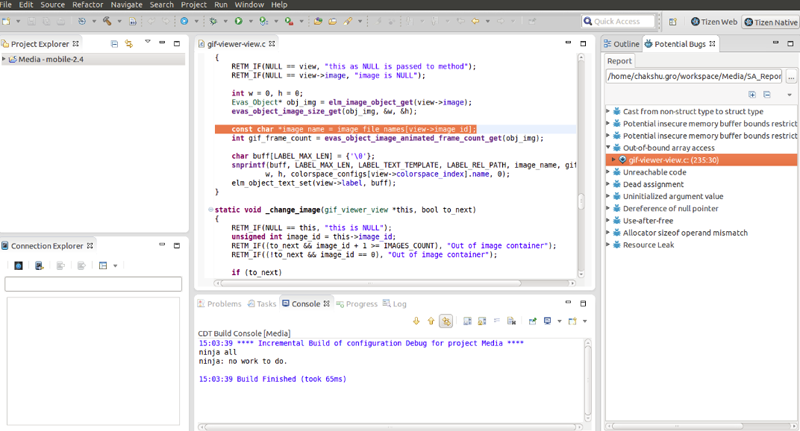 File Edit Source Refactor Navigate Search Project Run Window Help
Quick Access
Tizen Web
Tizen Native
Project Explorer
Media - mobile-2.4
gif-viewer-view.c
{
RETM_IF(NULL == view, "this as NULL is passed to method");
RETM_IF(NULL == view->image, "image is NULL");
int w = 0, h = 0;
Evas_Object* obj_img = elm_image_object_get(view->image);
evas_object_image_size_get(obj_img, &w, &h);
const char *image_name = image_file_names[view->image_id];
int gif_frame_count = evas_object_image_animated_frame_count_get(obj_img);
char buff[LABEL_MAX_LEN] = {'\0'};
snprintf(buff, LABEL_MAX_LEN, LABEL_TEXT_TEMPLATE, LABEL_REL_PATH, image_name, gif
w, h, colorspace_configs[view->colorspace_index].name, 0);
elm_object_text_set(view->label, buff);
}
static void _change_image(gif_viewer_view *this, bool to_next)
{
RETM_IF(NULL == this, "this is NULL");
unsigned int image_id = this->image_id;
RETM_IF((to_next && image_id + 1 >= IMAGES_COUNT), "Out of image container");
RETM_IF((!to_next && image_id == 0), "Out of image container");
if (to_next)
Outline
Potential Bugs
Report
/home/chakshu.gro/workspace/Media/SA_Repor
...
Cast from non-struct type to struct type
Potential insecure memory buffer bounds restrict
Potential insecure memory buffer bounds restrict
Out-of-bound array access
gif-viewer-view.c: (235:30)
Unreachable code
Dead assignment
Uninitialized argument value
Dereference of null pointer
Use-after-free
Allocator sizeof operand mismatch
Resource Leak
Connection Explorer
Problems Tasks Console Progress Log
CDT Build Console [Media]
15:03:39 **** Incremental Build of configuration Debug for project Media ****
ninja all
ninja: no work to do.
15:03:39 Build Finished (took 65ms)